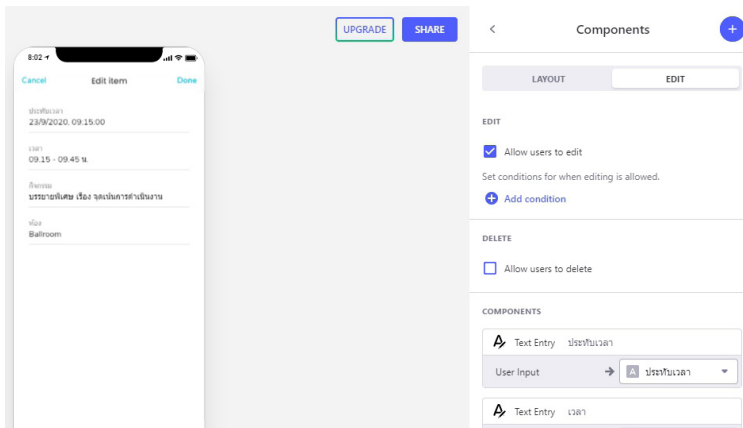 UPGRADE
SHARE
Components
8:02
Cancel
Edit item
Done
ประทับเวลา
23/9/2020, 09:15:00
เวลา
09.15 - 09.45 น.
กิจกรรม
บรรยายพิเศษ เรื่อง จุดเน้นการดำเนินงาน
ห้อง
Ballroom
LAYOUT
EDIT
EDIT
Allow users to edit
Set conditions for when editing is allowed.
Add condition
DELETE
Allow users to delete
COMPONENTS
Text Entry ประทับเวลา
User Input
A ประทับเวลา
Text Entry เวลา